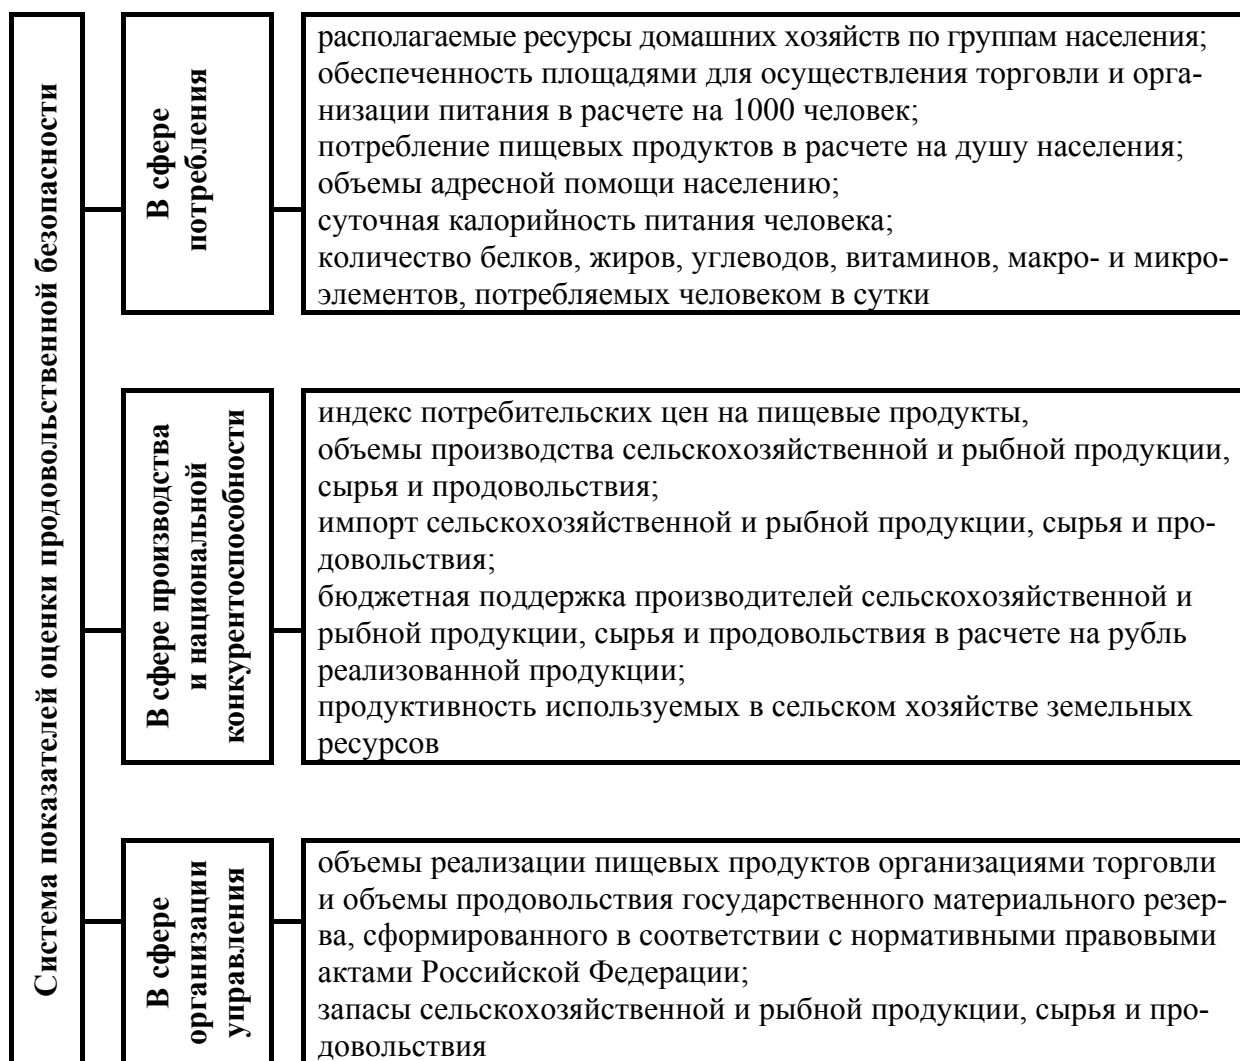 Система показателей оценки продовольственной безопасности
В сфере
потребления
располагаемые ресурсы домашних хозяйств по группам населения;
обеспеченность площадями для осуществления торговли и орга-
низации питания в расчете на 1000 человек;
потребление пищевых продуктов в расчете на душу населения;
объемы адресной помощи населению;
суточная калорийность питания человека;
количество белков, жиров, углеводов, витаминов, макро- и микро-
элементов, потребляемых человеком в сутки
В сфере производства
и национальной
конкурентоспособности
индекс потребительских цен на пищевые продукты,
объемы производства сельскохозяйственной и рыбной продукции,
сырья и продовольствия;
импорт сельскохозяйственной и рыбной продукции, сырья и про-
довольствия;
бюджетная поддержка производителей сельскохозяйственной и
рыбной продукции, сырья и продовольствия в расчете на рубль
реализованной продукции;
продуктивность используемых в сельском хозяйстве земельных
ресурсов
В сфере
организации
управления
объемы реализации пищевых продуктов организациями торговли
и объемы продовольствия государственного материального резер-
ва, сформированного в соответствии с нормативными правовыми
актами Российской Федерации;
запасы сельскохозяйственной и рыбной продукции, сырья и про-
довольствия